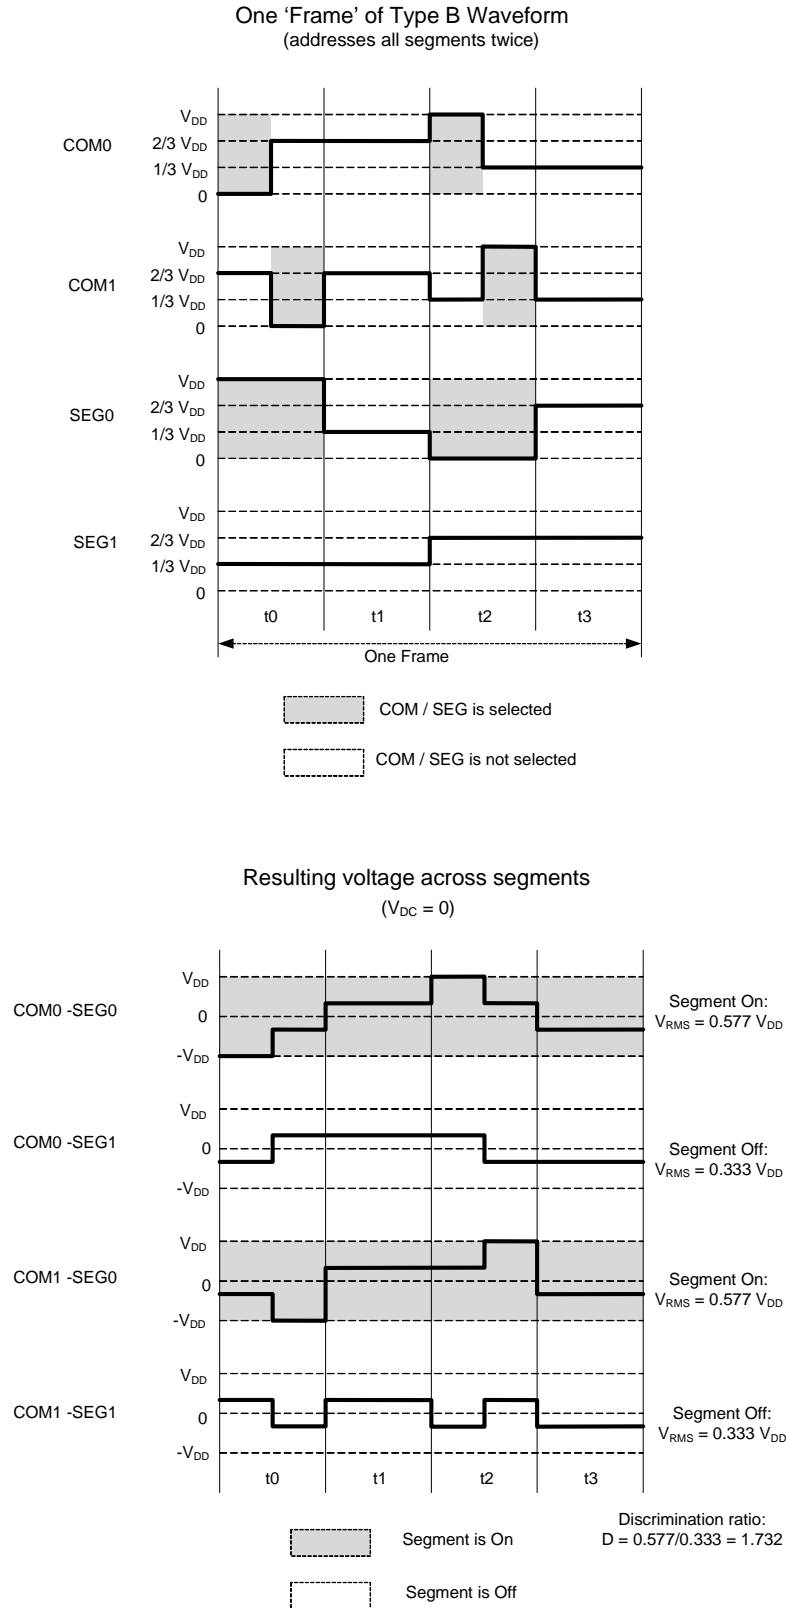 One ‘Frame’ of Type B Waveform
(addresses all segments twice)
COM0
VDD
2/3 VDD
1/3 VDD
0
COM1
VDD
2/3 VDD
1/3 VDD
0
SEG0
VDD
2/3 VDD
1/3 VDD
0
SEG1
VDD
2/3 VDD
1/3 VDD
0
t0 t1 t2 t3
One Frame
COM / SEG is selected
COM / SEG is not selected
Resulting voltage across segments
(VDC = 0)
COM0 -SEG0
VDD
0
-VDD
Segment On:
VRMS = 0.577 VDD
COM0 -SEG1
VDD
0
-VDD
Segment Off:
VRMS = 0.333 VDD
COM1 -SEG0
VDD
0
-VDD
Segment On:
VRMS = 0.577 VDD
COM1 -SEG1
VDD
0
-VDD
Segment Off:
VRMS = 0.333 VDD
t0 t1 t2 t3
Discrimination ratio:
D = 0.577/0.333 = 1.732
Segment is On
Segment is Off